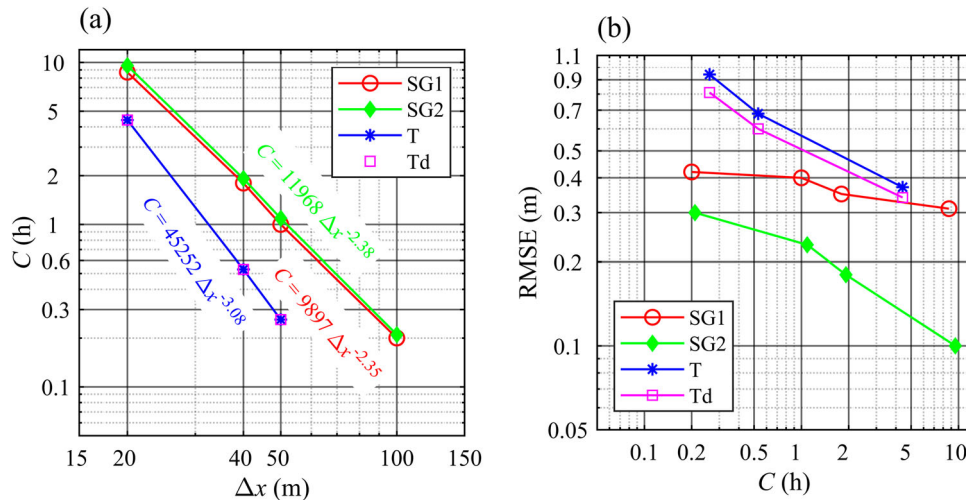 (a)
10
5
2
1
0.6
0.3
0.1
C (h)
15 20 40 50 100 150
Δx (m)
SG1
SG2
T
Td
C = 11968 Δx^-2.38
C = 45252 Δx^-3.08
C = 9897 Δx^-2.35
(b)
1.1
0.9
0.7
0.5
0.4
0.3
0.2
0.1
0.05
RMSE (m)
0.1 0.2 0.5 1 2 5 10
C (h)
SG1
SG2
T
Td